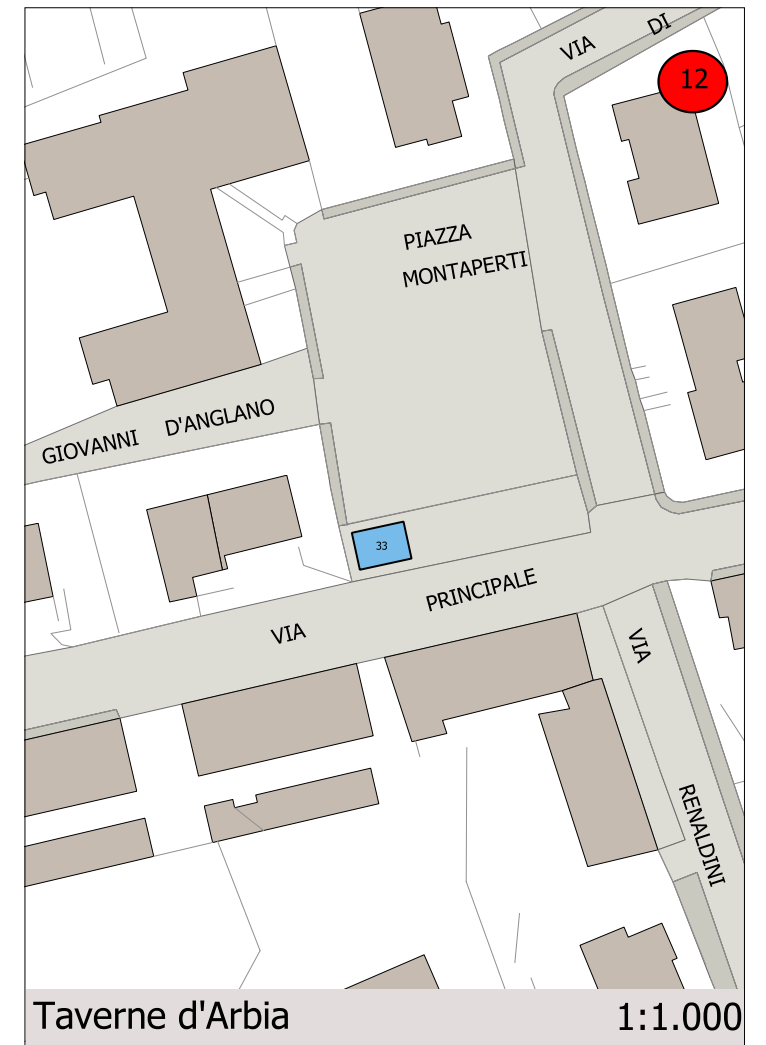 VIA DI
12
PIAZZA
MONTAPERTI
GIOVANNI D'ANGLANO
33
VIA PRINCIPALE
VIA RENALDINI
Taverne d'Arbia 1:1.000